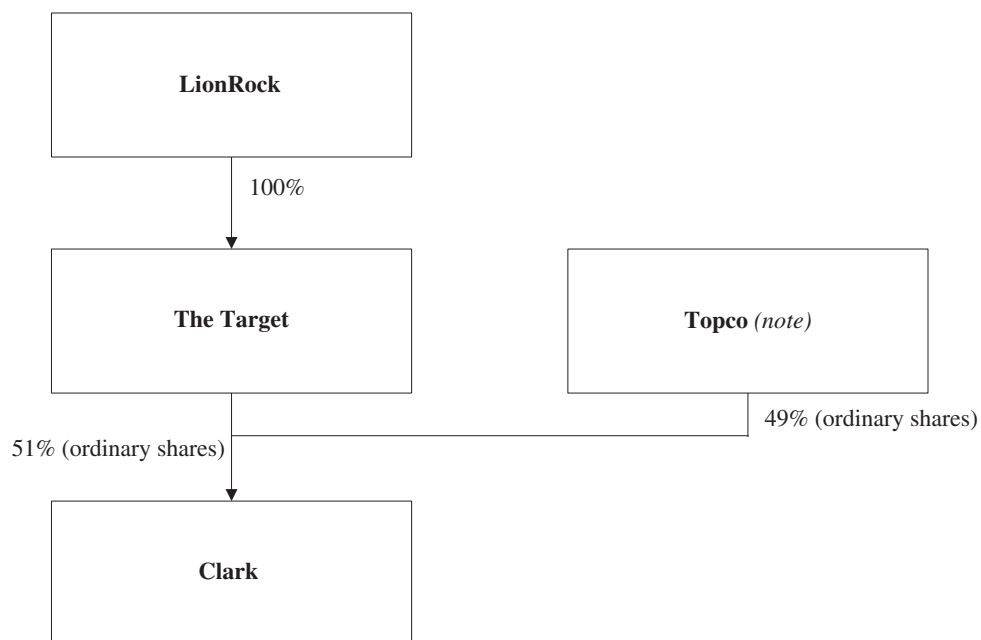 LionRock
100%
The Target
Topco (note)
49% (ordinary shares)
51% (ordinary shares)
Clark